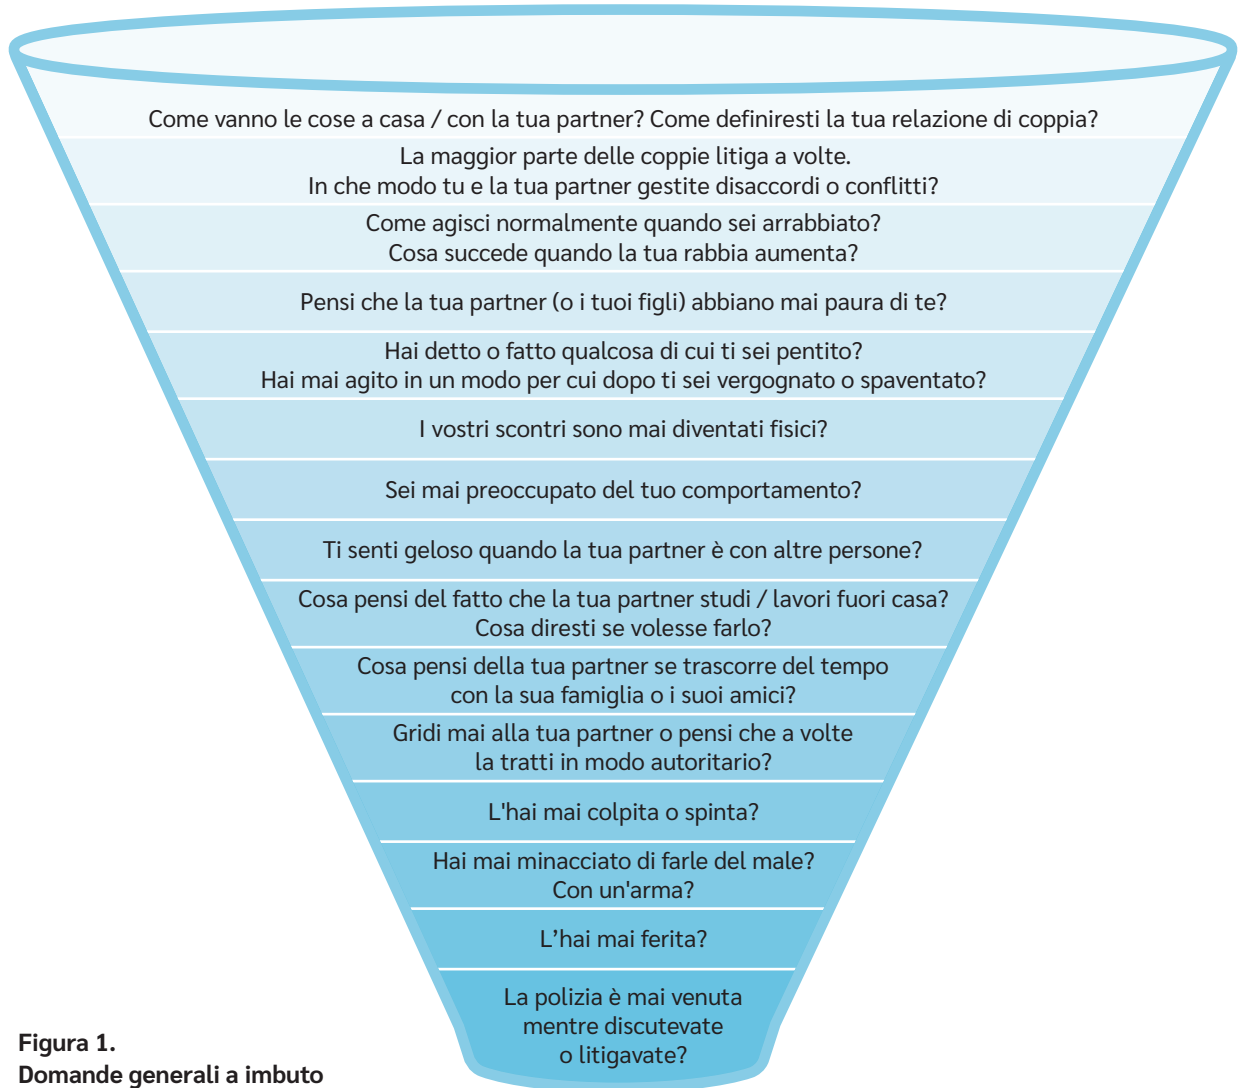 Come vanno le cose a casa / con la tua partner? Come definiresti la tua relazione di coppia?
La maggior parte delle coppie litiga a volte.
In che modo tu e la tua partner gestite disaccordi o conflitti?
Come agisci normalmente quando sei arrabbiato?
Cosa succede quando la tua rabbia aumenta?
Pensi che la tua partner (o i tuoi figli) abbiano mai paura di te?
Hai detto o fatto qualcosa di cui ti sei pentito?
Hai mai agito in un modo per cui dopo ti sei vergognato o spaventato?
I vostri scontri sono mai diventati fisici?
Sei mai preoccupato del tuo comportamento?
Ti senti geloso quando la tua partner è con altre persone?
Cosa pensi del fatto che la tua partner studi / lavori fuori casa?
Cosa diresti se volesse farlo?
Cosa pensi della tua partner se trascorre del tempo
con la sua famiglia o i suoi amici?
Gridi mai alla tua partner o pensi che a volte
la tratti in modo autoritario?
L'hai mai colpita o spinta?
Hai mai minacciato di farle del male?
Con un'arma?
L’hai mai ferita?
La polizia è mai venuta
mentre discutevate
o litigavate?
Figura 1.
Domande generali a imbuto